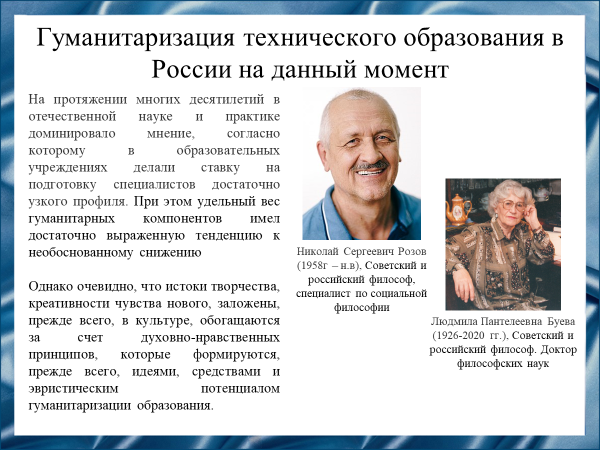 Гуманитаризация технического образования в
России на данный момент
На протяжении многих десятилетий в
отечественной науке и практике
доминировало мнение, согласно
которому в образовательных
учреждениях делали ставку на
подготовку специалистов достаточно
узкого профиля. При этом удельный вес
гуманитарных компонентов имел
достаточно выраженную тенденцию к
необоснованному снижению
Однако очевидно, что истоки творчества,
креативности чувства нового, заложены,
прежде всего, в культуре, обогащаются
за счет духовно-нравственных
принципов, которые формируются,
прежде всего, идеями, средствами и
эвристическим потенциалом
гуманитаризации образования.
Николай Сергеевич Розов
(1958г – н.в), Советский и
российский философ,
специалист по социальной
философии
Людмила Пантелеевна Буева
(1926-2020 гг.), Советский и
российский философ. Доктор
философских наук